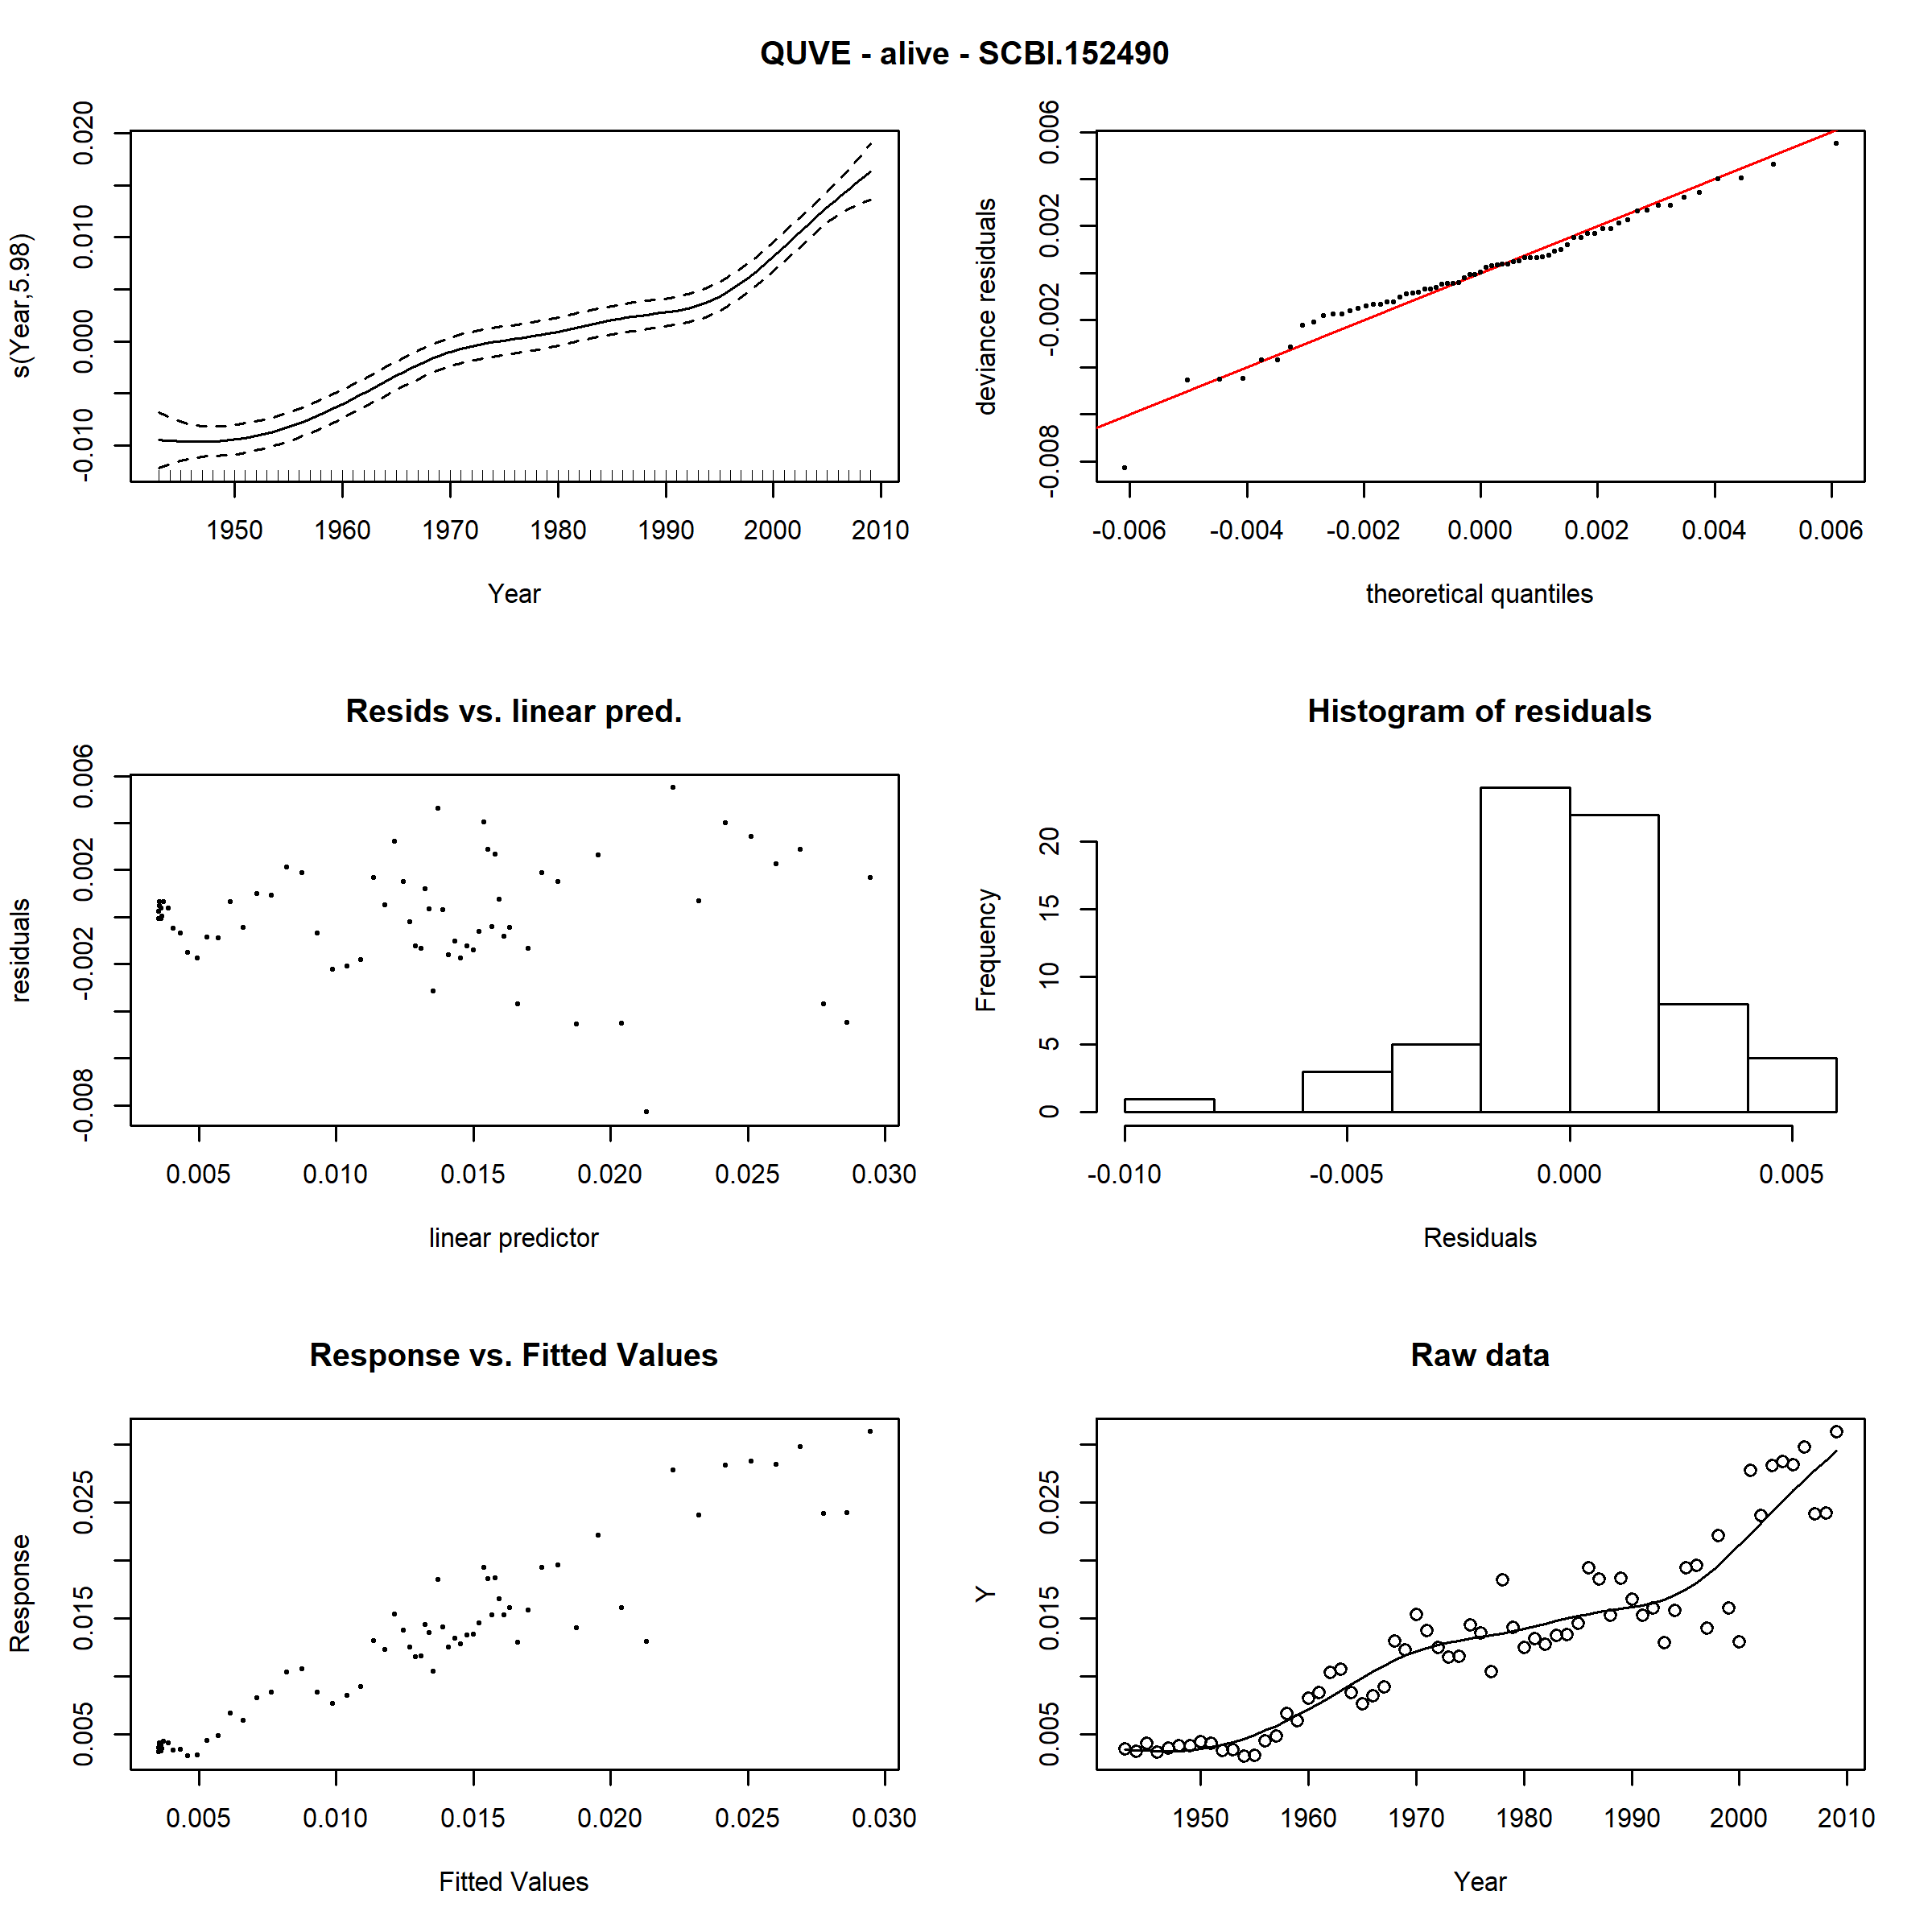 QUVE - alive - SCBI.152490
s(Year,5.98)
0.020
0.010
0.000
-0.010
1950 1960 1970 1980 1990 2000 2010
Year
deviance residuals
0.006
0.002
-0.002
-0.008
-0.006 -0.004 -0.002 0.000 0.002 0.004 0.006
theoretical quantiles
Resids vs. linear pred.
residuals
0.006
0.002
-0.002
-0.008
0.005 0.010 0.015 0.020 0.025 0.030
linear predictor
Histogram of residuals
Frequency
20
15
10
5
0
-0.010 -0.005 0.000 0.005
Residuals
Response vs. Fitted Values
Response
0.025
0.015
0.005
0.005 0.010 0.015 0.020 0.025 0.030
Fitted Values
Raw data
Y
0.025
0.015
0.005
1950 1960 1970 1980 1990 2000 2010
Year